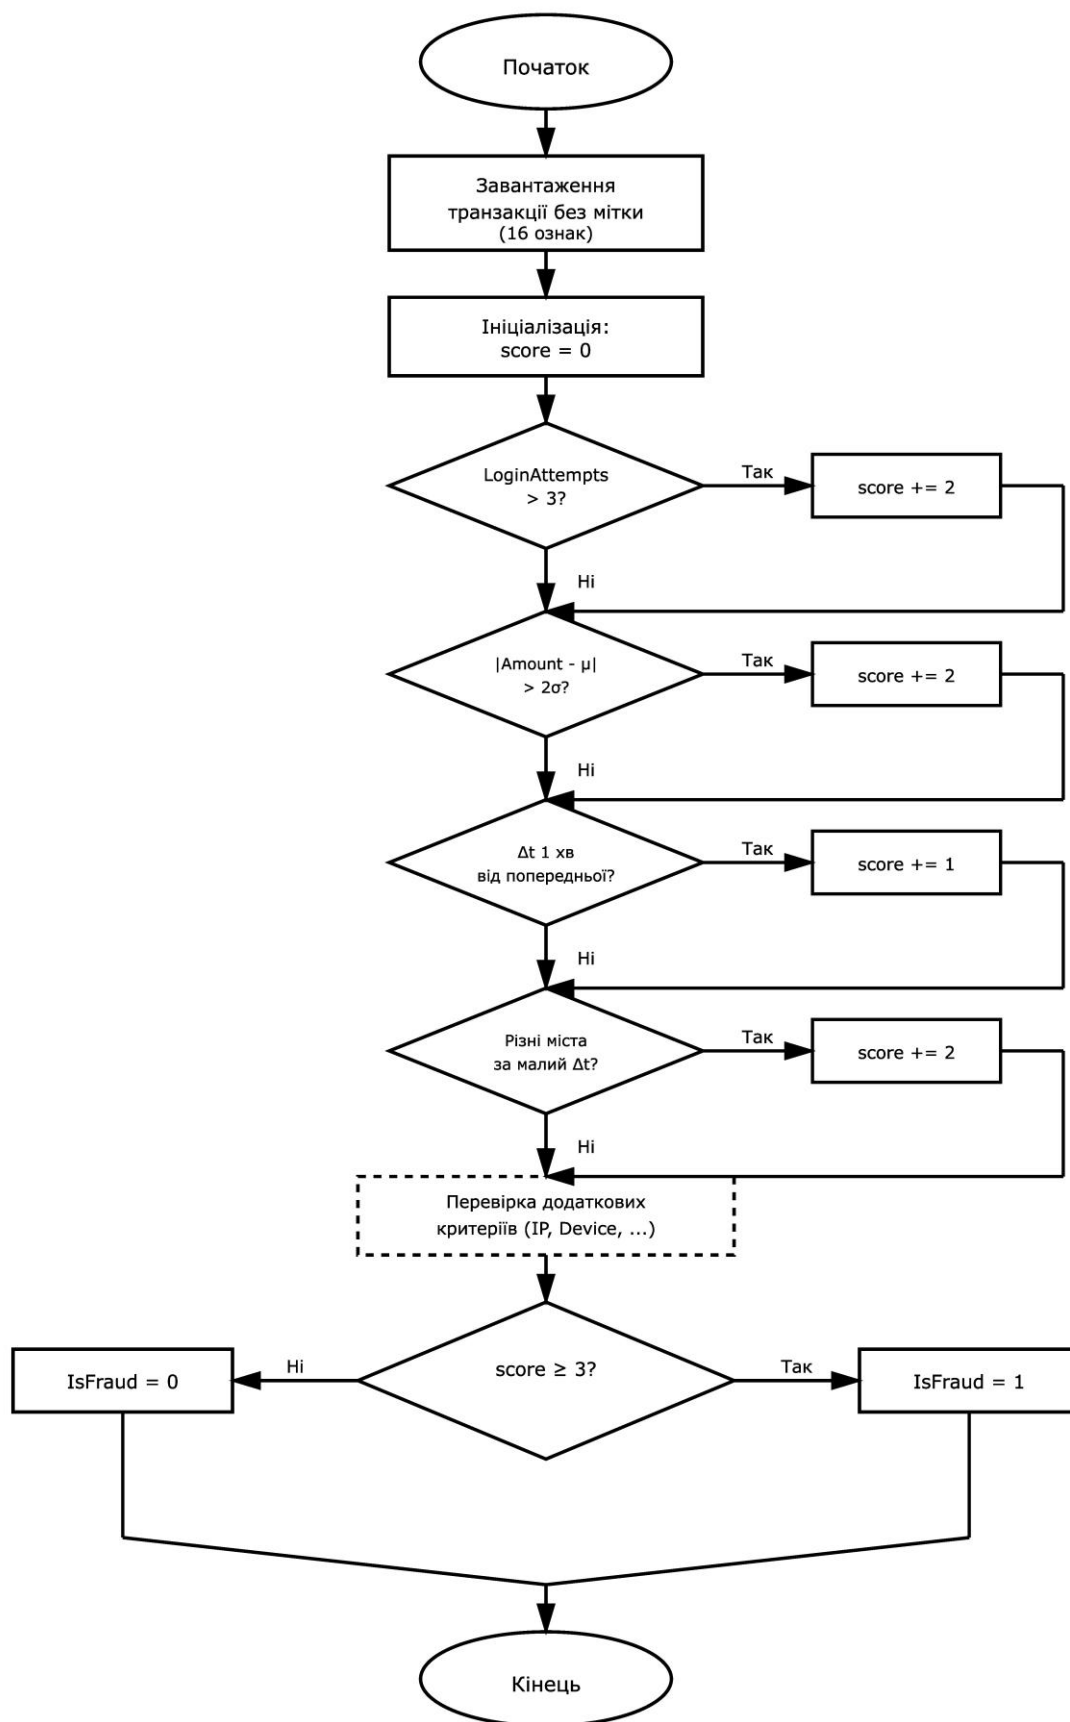 Початок
Завантаження
транзакції без мітки
(16 ознак)
Ініціалізація:
score = 0
LoginAttempts
> 3?
Так
score += 2
Ні
|Amount - μ|
> 2σ?
Так
score += 2
Ні
Δt 1 хв
від попередньої?
Так
score += 1
Ні
Різні міста
за малий Δt?
Так
score += 2
Ні
Перевірка додаткових
критеріїв (IP, Device, ...)
score ≥ 3?
Ні
Так
IsFraud = 0
IsFraud = 1
Кінець